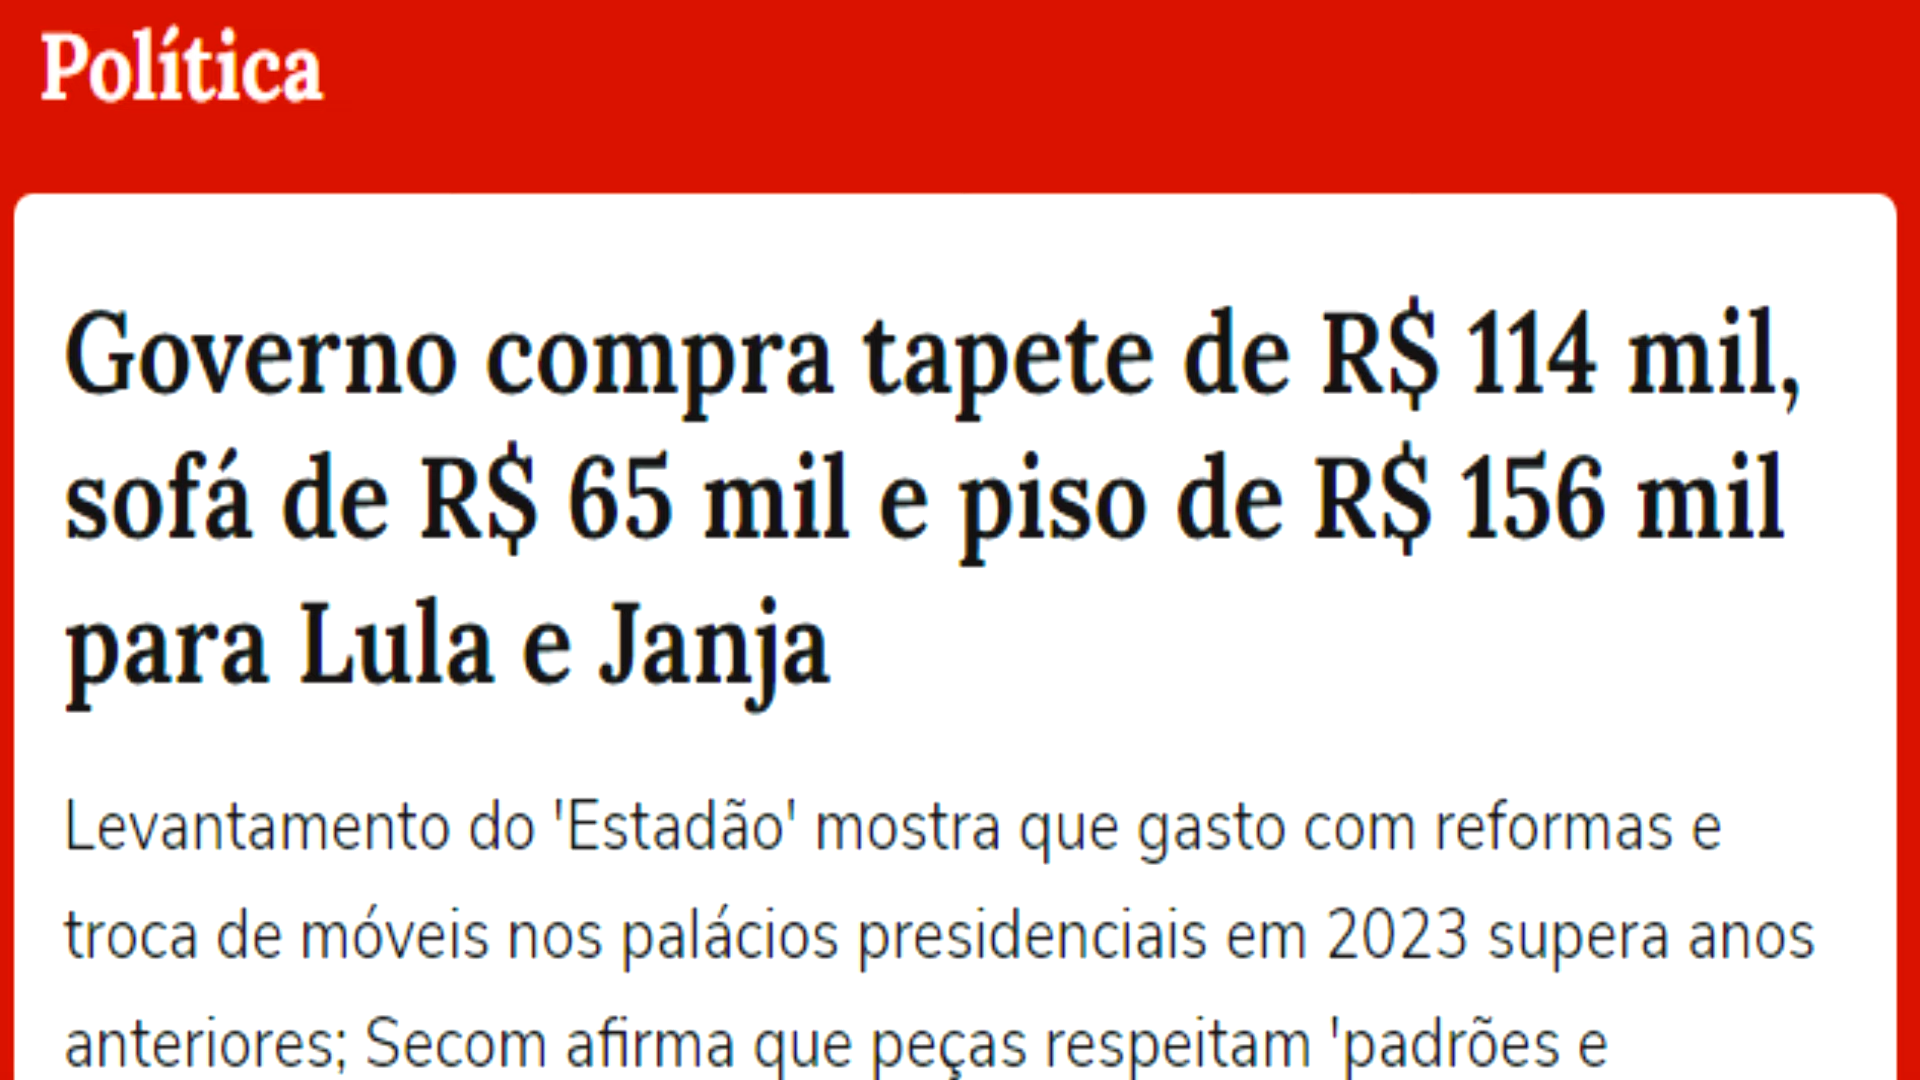 Política
Governo compra tapete de R$ 114 mil,
sofá de R$ 65 mil e piso de R$ 156 mil
para Lula e Janja
Levantamento do 'Estadão' mostra que gasto com reformas e
troca de móveis nos palácios presidenciais em 2023 supera anos
anteriores; Secom afirma que peças respeitam 'padrões e